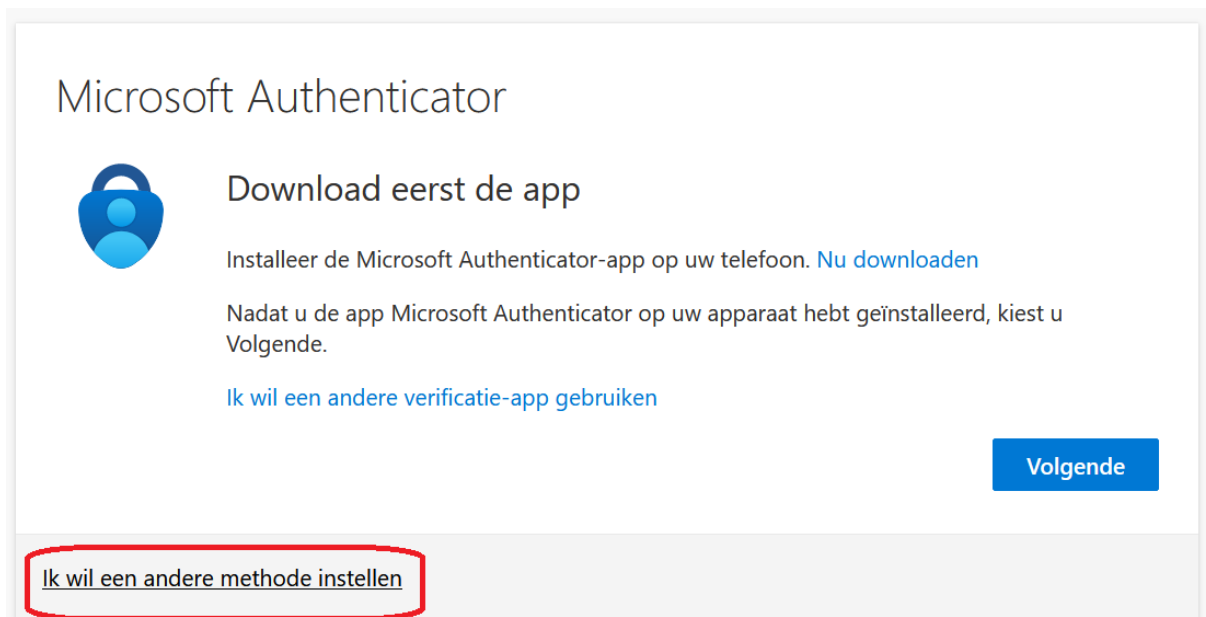 Microsoft Authenticator
Download eerst de app
Installeer de Microsoft Authenticator-app op uw telefoon. Nu downloaden
Nadat u de app Microsoft Authenticator op uw apparaat hebt geïnstalleerd, kiest u
Volgende.
Ik wil een andere verificatie-app gebruiken
Volgende
Ik wil een andere methode instellen